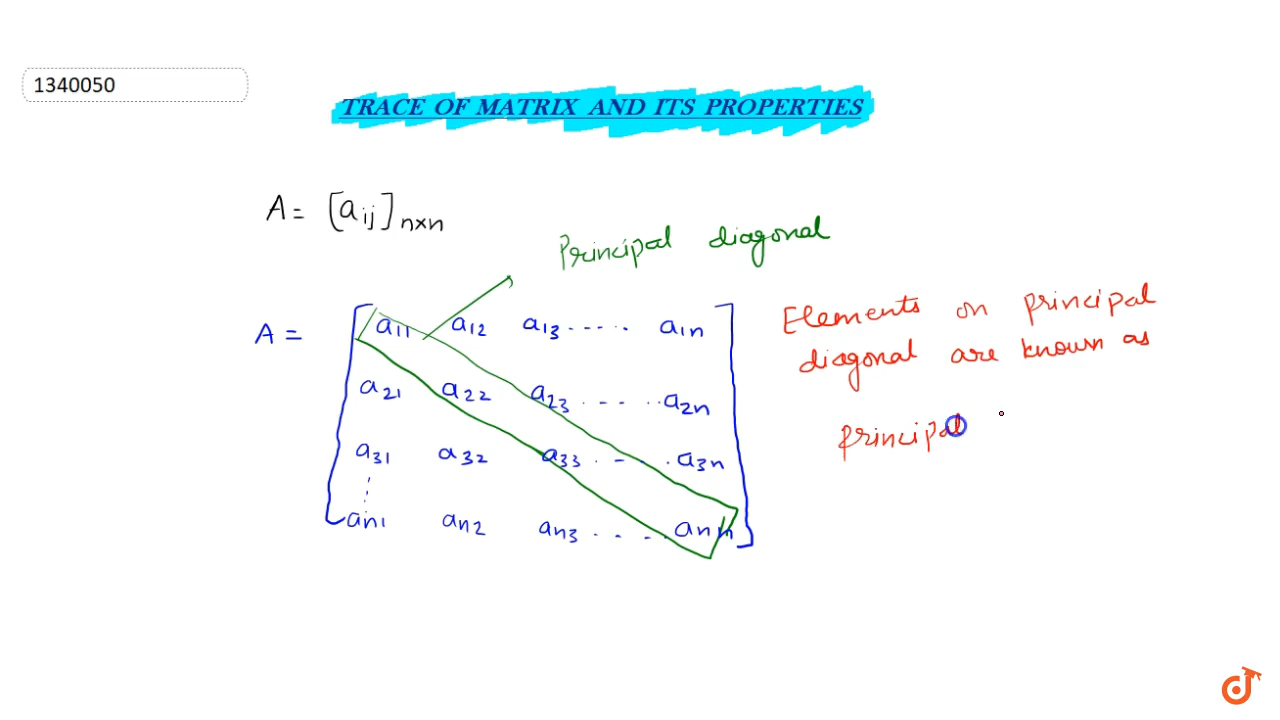 1340050
TRACE OF MATRIX AND ITS PROPERTIES
A = [aij]n×n
Principal diagonal
A = [ a11 a12 a13 ..... a1n
a21 a22 a23 .... a2n
a31 a32 a33 .... a3n
⋮
an1 an2 an3 ..... ann ]
Elements on principal
diagonal are known as
principal